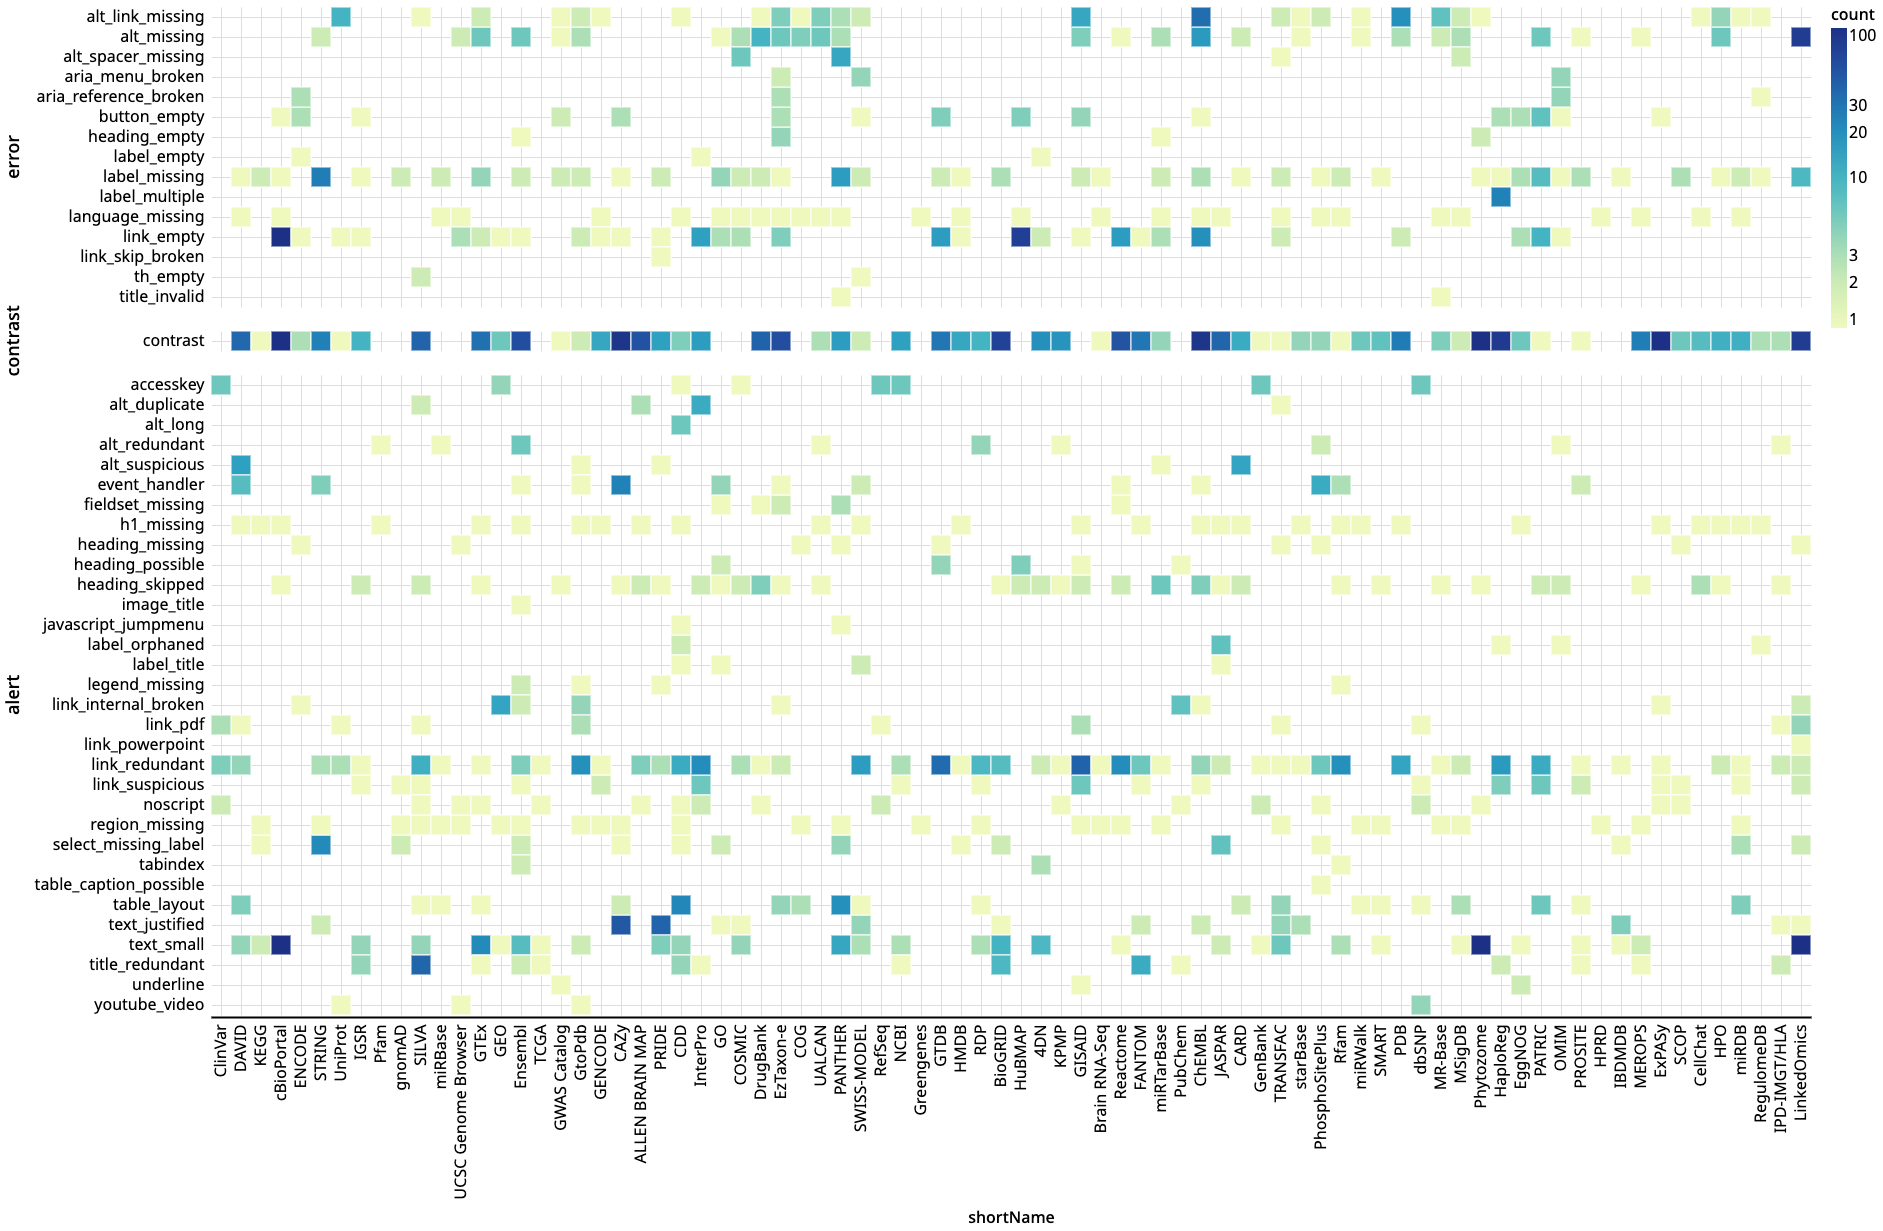 error
alt_link_missing
alt_missing
alt_spacer_missing
aria_menu_broken
aria_reference_broken
button_empty
heading_empty
label_empty
label_missing
label_multiple
language_missing
link_empty
link_skip_broken
th_empty
title_invalid
contrast
contrast
alert
accesskey
alt_duplicate
alt_long
alt_redundant
alt_suspicious
event_handler
fieldset_missing
h1_missing
heading_missing
heading_possible
heading_skipped
image_title
javascript_jumpmenu
label_orphaned
label_title
legend_missing
link_internal_broken
link_pdf
link_powerpoint
link_redundant
link_suspicious
noscript
region_missing
select_missing_label
tabindex
table_caption_possible
table_layout
text_justified
text_small
title_redundant
underline
youtube_video
ClinVar
DAVID
KEGG
cBioPortal
ENCODE
STRING
UniProt
IGSR
Pfam
gnomAD
SILVA
miRBase
UCSC Genome Browser
GTEx
GEO
Ensembl
TCGA
GWAS Catalog
GtoPdb
GENCODE
CAZy
ALLEN BRAIN MAP
PRIDE
CDD
InterPro
GO
COSMIC
DrugBank
EzTaxon-e
COG
UALCAN
PANTHER
SWISS-MODEL
RefSeq
NCBI
Greengenes
GTDB
HMDB
RDP
BioGRID
HuBMAP
4DN
KPMP
GISAID
Brain RNA-Seq
Reactome
FANTOM
miRTarBase
PubChem
ChEMBL
JASPAR
CARD
GenBank
TRANSFAC
starBase
PhosphoSitePlus
Rfam
miRWalk
SMART
PDB
dbSNP
MR-Base
MSigDB
Phytozome
HaploReg
EggNOG
PATRIC
OMIM
PROSITE
HPRD
IBDMDB
MEROPS
ExPASy
SCOP
CellChat
HPO
miRDB
RegulomeDB
IPD-IMGT/HLA
LinkedOmics
shortName
count
100
30
20
10
3
2
1